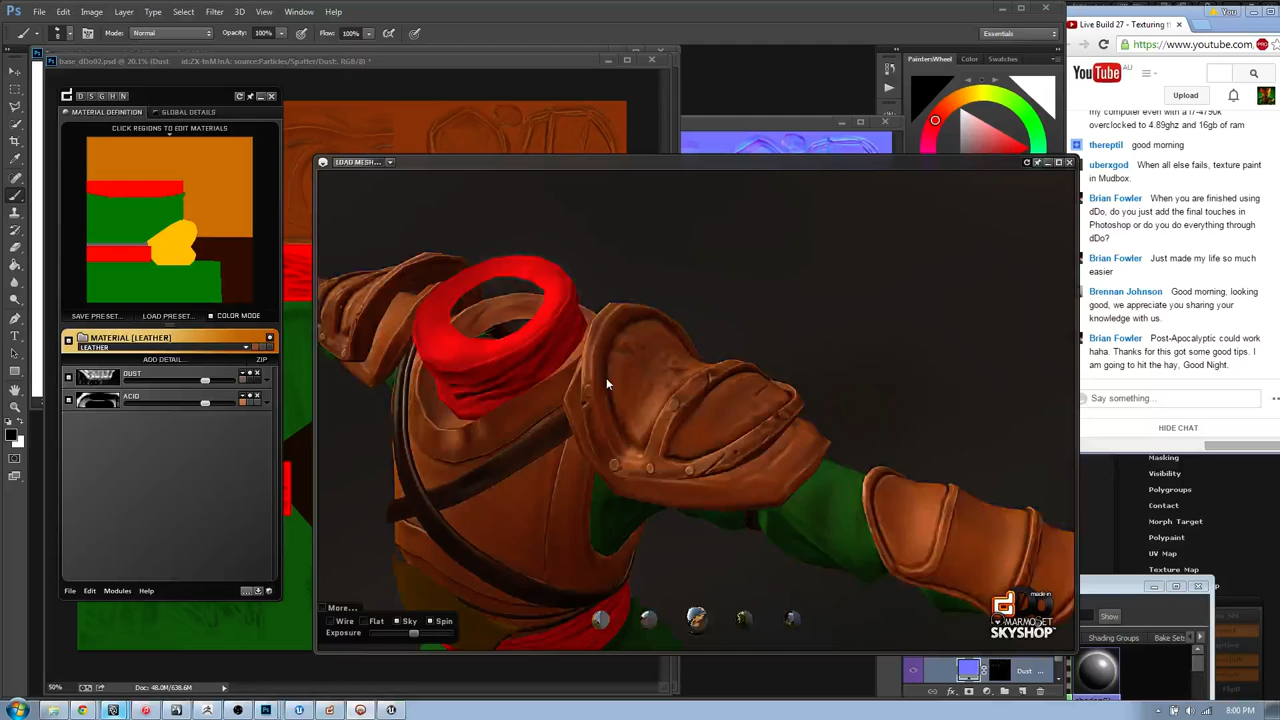 Ps File Edit Image Layer Type Select Filter 3D View Window Help
Mode: Normal Opacity: 100% Flow: 100% Essentials
PaintersWheel Color Swatches
D S G H N
MATERIAL DEFINITION GLOBAL DETAILS
CLICK REGIONS TO EDIT MATERIALS
SAVE PRESET... LOAD PRESET... COLOR MODE
MATERIAL [LEATHER]
LEATHER
ADD DETAIL... ZIP
DUST
ACID
File Edit Modules Help
50% Doc: 48.0M/638.6M
LOAD MESH...
More...
Wire Flat Sky Spin
Exposure
made in
MARMOSET
SKYSHOP
You
Live Build 27 - Texturing t
https://www.youtube.com
You Tube AU
Upload
my computer even with a i7-4790k
overclocked to 4.89ghz and 16gb of ram
thereptil good morning
uberxgod When all else fails, texture paint
in Mudbox.
Brian Fowler When you are finished using
dDo, do you just add the final touches in
Photoshop or do you do everything through
dDo?
Brian Fowler Just made my life so much
easier
Brennan Johnson Good morning, looking
good, we appreciate you sharing your
knowledge with us.
Brian Fowler Post-Apocalyptic could work
haha. Thanks for this got some good tips. I
am going to hit the hay, Good Night.
Say something...
HIDE CHAT
Masking
Visibility
Polygroups
Contact
Morph Target
Polypaint
UV Map
Texture Map
Show
Shading Groups Bake Sets
Dust ...
8:00 PM